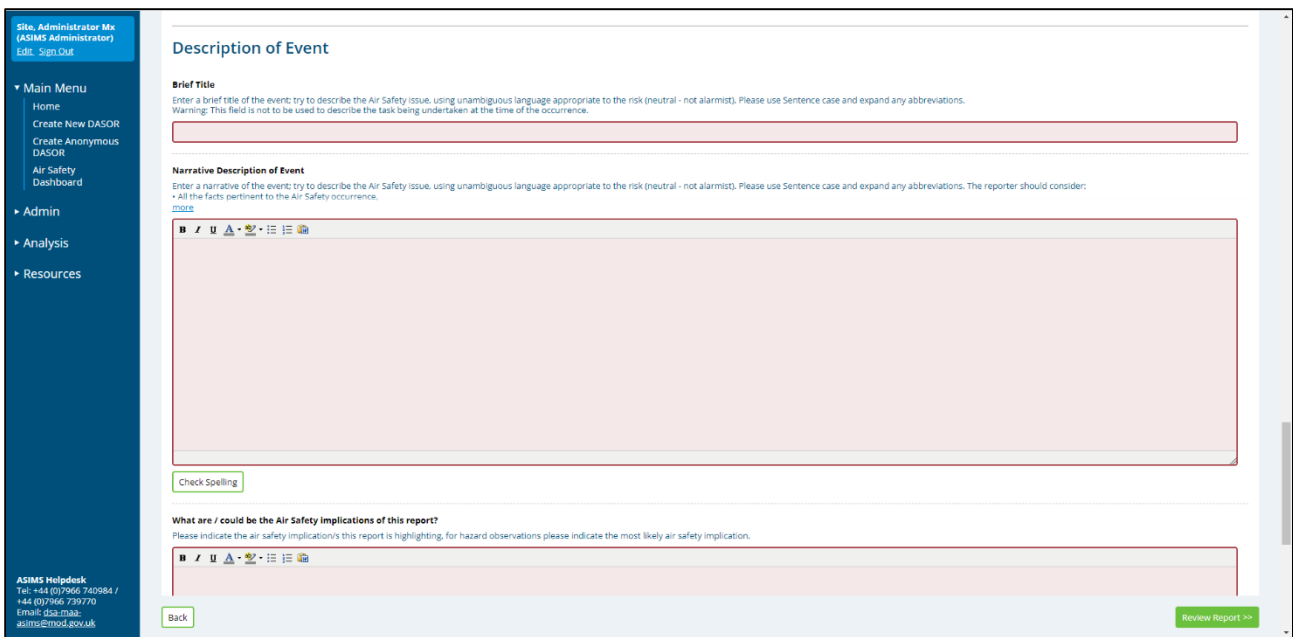 Site, Administrator Mx
(ASIMS Administrator)
Edit Sign Out
Main Menu
Home
Create New DASOR
Create Anonymous
DASOR
Air Safety
Dashboard
Admin
Analysis
Resources
ASIMS Helpdesk
Tel: +44 (0)7966 740984 /
+44 (0)7966 739770
Email: dsa-maa-
asims@mod.gov.uk
Description of Event
Brief Title
Enter a brief title of the event; try to describe the Air Safety issue, using unambiguous language appropriate to the risk (neutral - not alarmist). Please use Sentence case and expand any abbreviations.
Warning: This field is not to be used to describe the task being undertaken at the time of the occurrence.
Narrative Description of Event
Enter a narrative of the event; try to describe the Air Safety issue, using unambiguous language appropriate to the risk (neutral - not alarmist). Please use Sentence case and expand any abbreviations. The reporter should consider:
• All the facts pertinent to the Air Safety occurrence.
more
B I U A
Check Spelling
What are / could be the Air Safety implications of this report?
Please indicate the air safety implication/s this report is highlighting, for hazard observations please indicate the most likely air safety implication.
B I U A
Back
Review Report >>